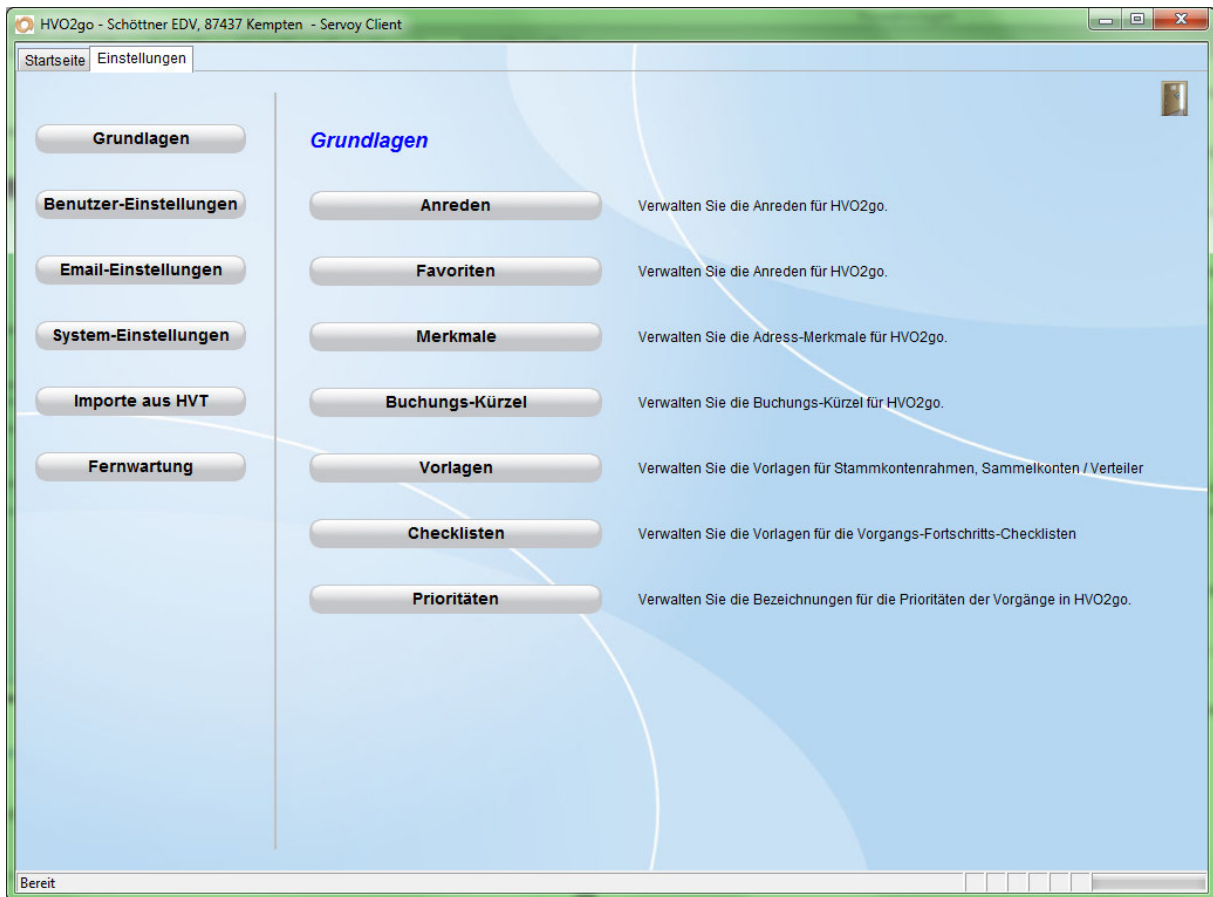 HVO2go - Schöttner EDV, 87437 Kempten - Servoy Client
Startseite Einstellungen
Grundlagen
Benutzer-Einstellungen
Email-Einstellungen
System-Einstellungen
Importe aus HVT
Fernwartung
Grundlagen
Anreden Verwalten Sie die Anreden für HVO2go.
Favoriten Verwalten Sie die Anreden für HVO2go.
Merkmale Verwalten Sie die Adress-Merkmale für HVO2go.
Buchungs-Kürzel Verwalten Sie die Buchungs-Kürzel für HVO2go.
Vorlagen Verwalten Sie die Vorlagen für Stammkontenrahmen, Sammelkonten / Verteiler
Checklisten Verwalten Sie die Vorlagen für die Vorgangs-Fortschritts-Checklisten
Prioritäten Verwalten Sie die Bezeichnungen für die Prioritäten der Vorgänge in HVO2go.
Bereit